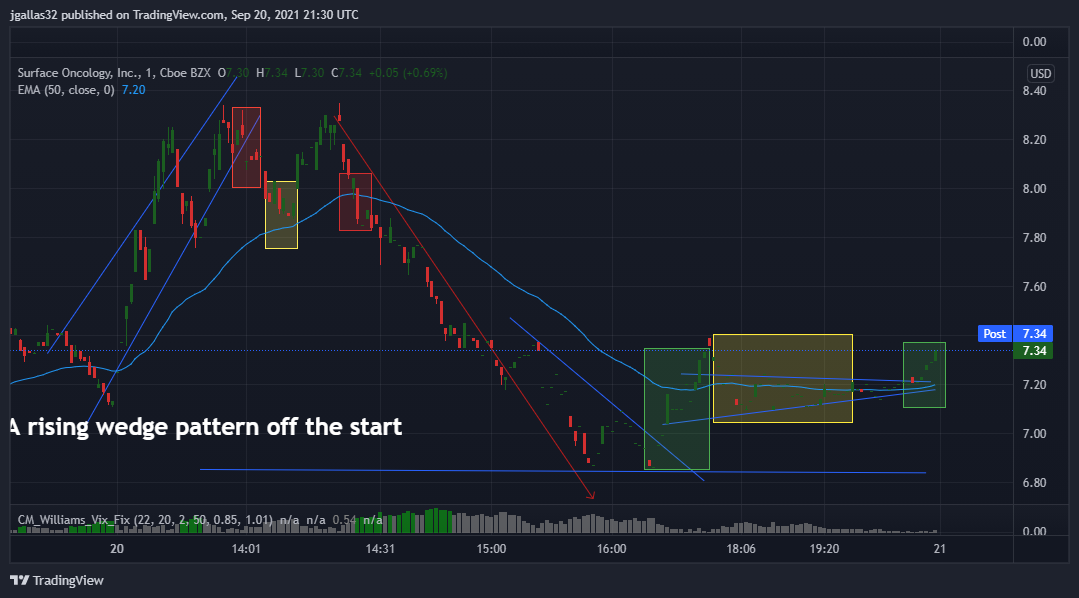 jgallas32 published on TradingView.com, Sep 20, 2021 21:30 UTC
0.00
Surface Oncology, Inc., 1, Cboe BZX O7.30 H7.34 L7.30 C7.34 +0.05 (+0.69%)
USD
EMA (50, close, 0) 7.20
8.40
8.20
8.00
7.80
7.60
Post 7.34
7.34
7.20
A rising wedge pattern off the start
7.00
6.80
CM_Williams_Vix_Fix (22, 20, 2, 50, 0.85, 1.01) n/a n/a 0.54 n/a
0.00
20 14:01 14:31 15:00 16:00 18:06 19:20 21
TradingView